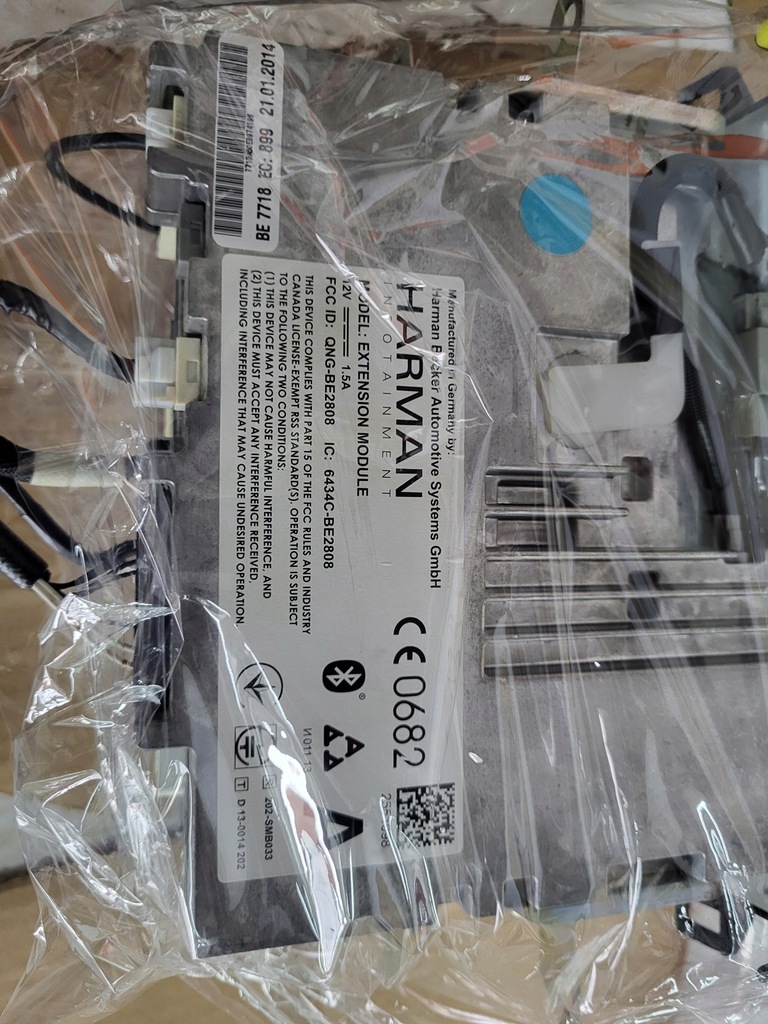 BE 7718 EC: 899 21.01.2014
Manufactured in Germany by:
Harman Becker Automotive Systems GmbH
HARMAN
INFOTAINMENT
MODEL: EXTENSION MODULE
12V 1.5A
FCC ID: QNG-BE2808 IC: 6434C-BE2808
THIS DEVICE COMPLIES WITH PART 15 OF THE FCC RULES AND INDUSTRY
CANADA LICENSE-EXEMPT RSS STANDARD(S). OPERATION IS SUBJECT
TO THE FOLLOWING TWO CONDITIONS:
(1) THIS DEVICE MAY NOT CAUSE HARMFUL INTERFERENCE, AND
(2) THIS DEVICE MUST ACCEPT ANY INTERFERENCE RECEIVED,
INCLUDING INTERFERENCE THAT MAY CAUSE UNDESIRED OPERATION
CE0682
И 011 13
R 202-SMB033
T D 13-0014 202